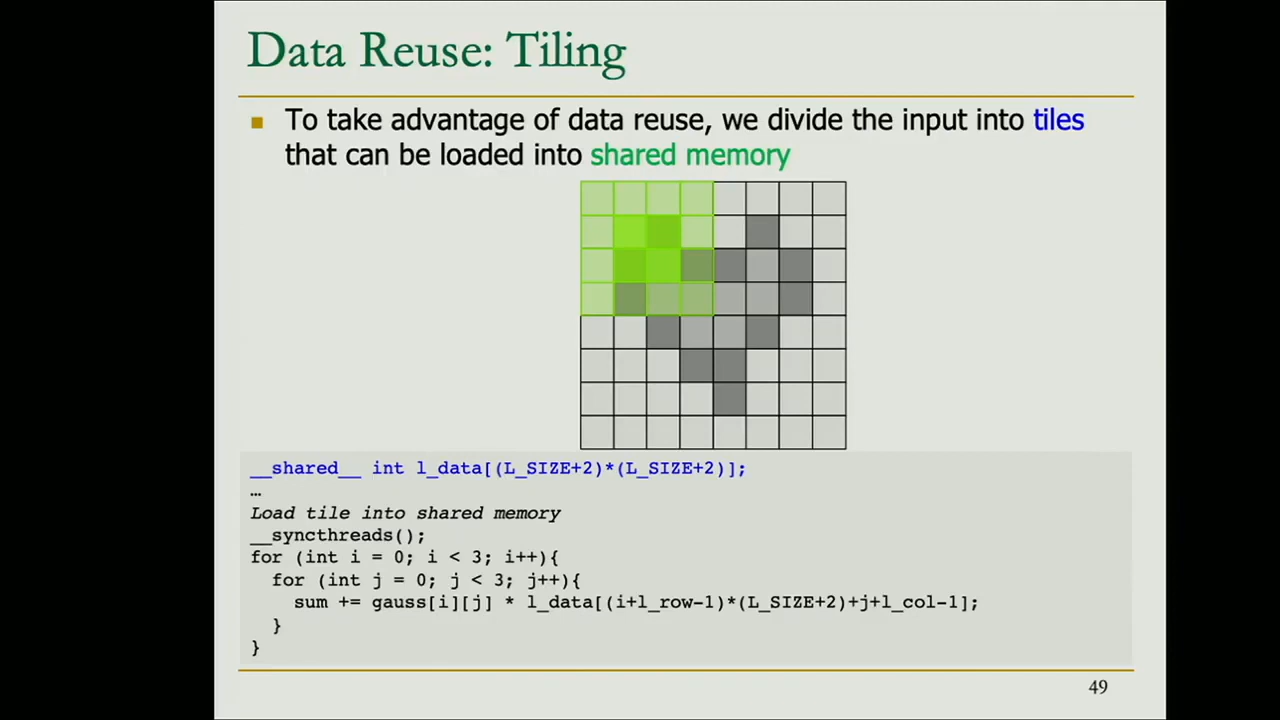 Data Reuse: Tiling
To take advantage of data reuse, we divide the input into tiles
that can be loaded into shared memory
__shared__ int l_data[(L_SIZE+2)*(L_SIZE+2)];
…
Load tile into shared memory
__syncthreads();
for (int i = 0; i < 3; i++){
  for (int j = 0; j < 3; j++){
    sum += gauss[i][j] * l_data[(i+l_row-1)*(L_SIZE+2)+j+l_col-1];
  }
}
49